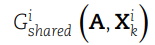 G^i_{shared} (A, X^i_k)